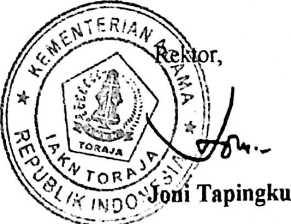 Rektor,
KEMENTERIAN AGAMA
TORAJA
IAKN TORAJA
REPUBLIK INDONESIA
Joni Tapingku